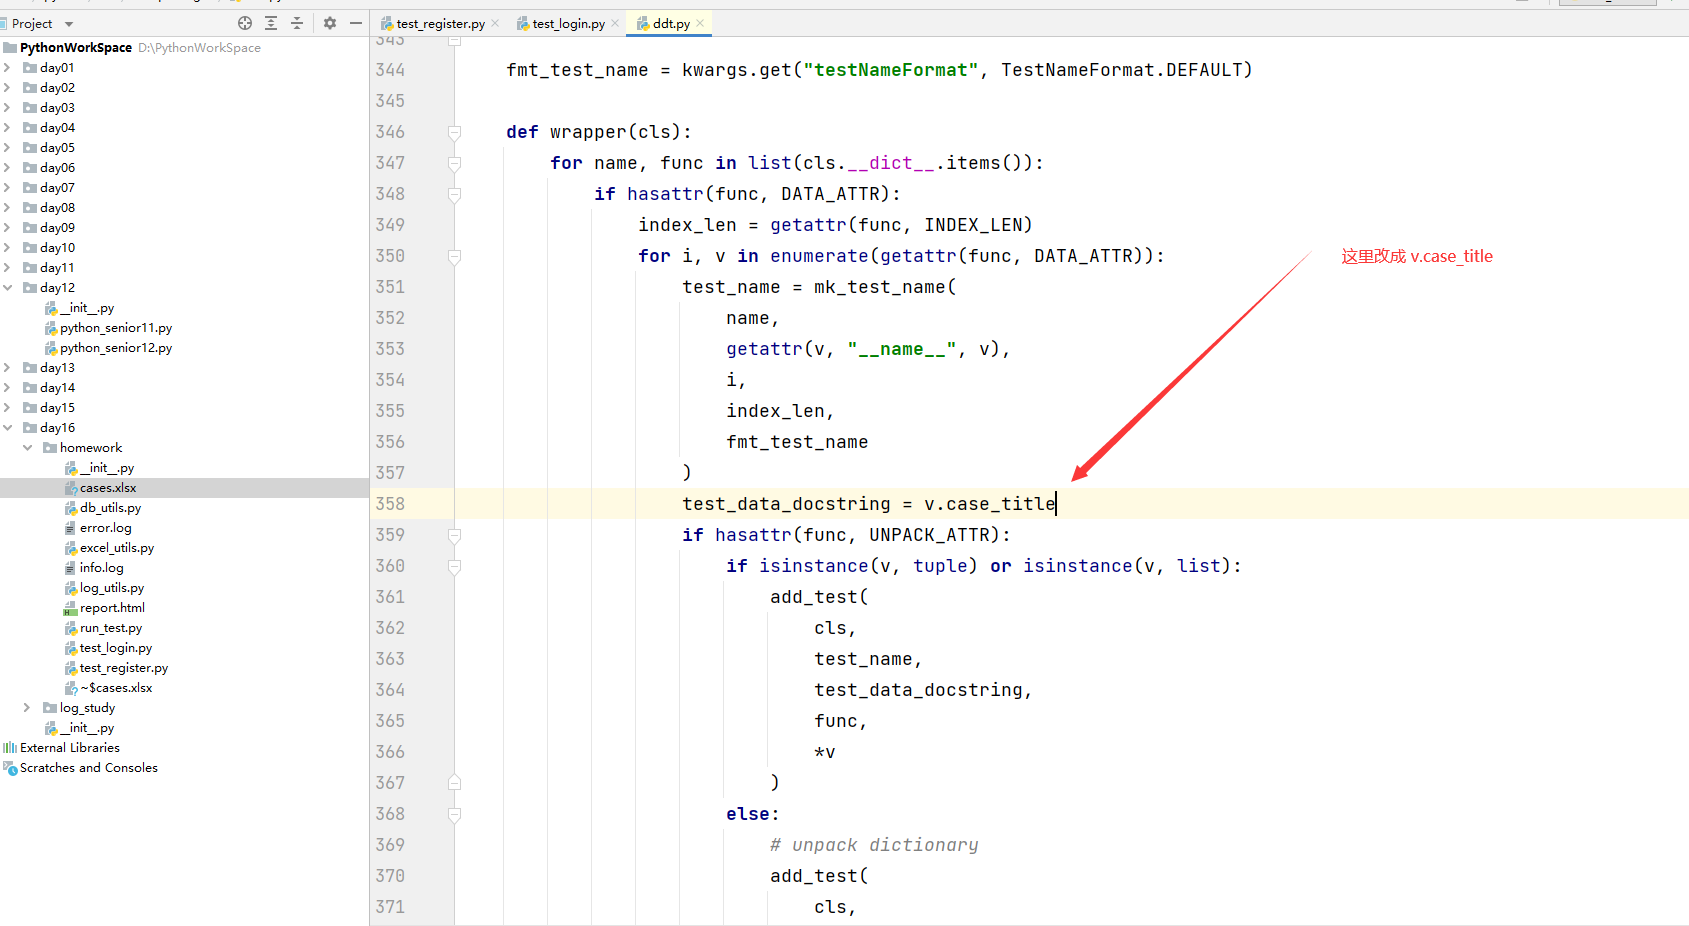 Project
test_register.py
test_login.py
ddt.py
PythonWorkSpace D:\PythonWorkSpace
day01
day02
day03
day04
day05
day06
day07
day08
day09
day10
day11
day12
__init__.py
python_senior11.py
python_senior12.py
day13
day14
day15
day16
homework
__init__.py
cases.xlsx
db_utils.py
error.log
excel_utils.py
info.log
log_utils.py
report.html
run_test.py
test_login.py
test_register.py
~$cases.xlsx
log_study
__init__.py
External Libraries
Scratches and Consoles
343
344 fmt_test_name = kwargs.get("testNameFormat", TestNameFormat.DEFAULT)
345
346 def wrapper(cls):
347 for name, func in list(cls.__dict__.items()):
348 if hasattr(func, DATA_ATTR):
349 index_len = getattr(func, INDEX_LEN)
350 for i, v in enumerate(getattr(func, DATA_ATTR)):
351 test_name = mk_test_name(
352 name,
353 getattr(v, "__name__", v),
354 i,
355 index_len,
356 fmt_test_name
357 )
358 test_data_docstring = v.case_title
359 if hasattr(func, UNPACK_ATTR):
360 if isinstance(v, tuple) or isinstance(v, list):
361 add_test(
362 cls,
363 test_name,
364 test_data_docstring,
365 func,
366 *v
367 )
368 else:
369 # unpack dictionary
370 add_test(
371 cls,
这里改成 v.case_title